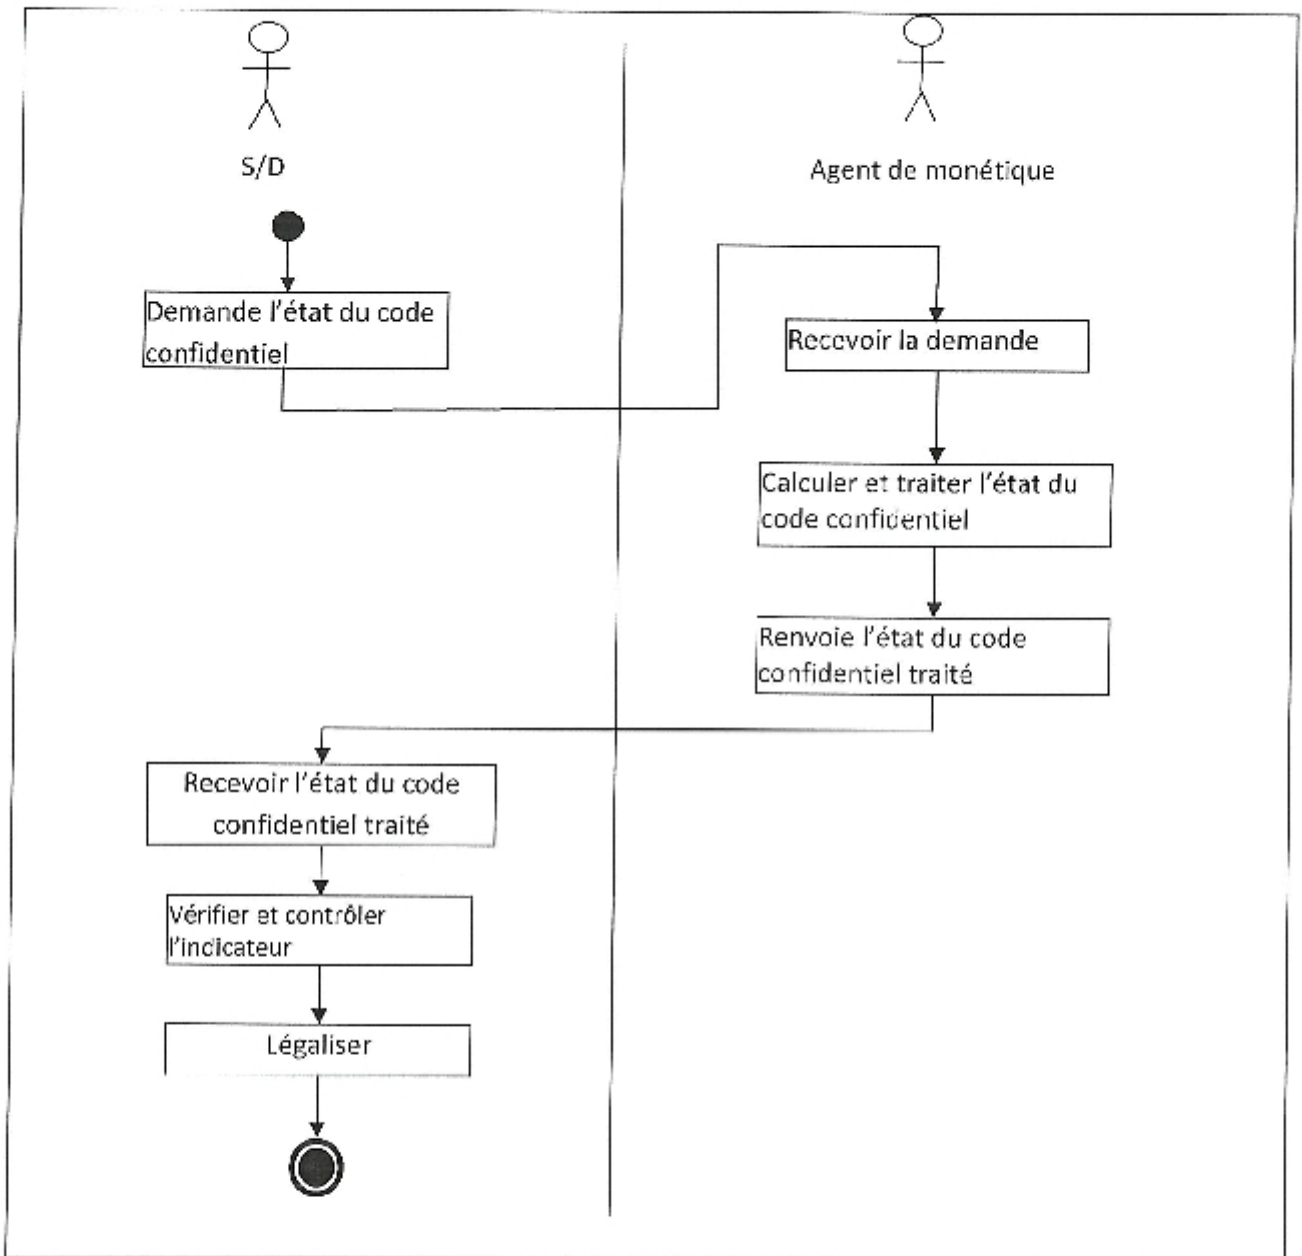 S/D
Agent de monétique
Demande l'état du code
confidentiel
Recevoir la demande
Calculer et traiter l'état du
code confidentiel
Renvoie l'état du code
confidentiel traité
Recevoir l'état du code
confidentiel traité
Vérifier et contrôler
l'indicateur
Légaliser